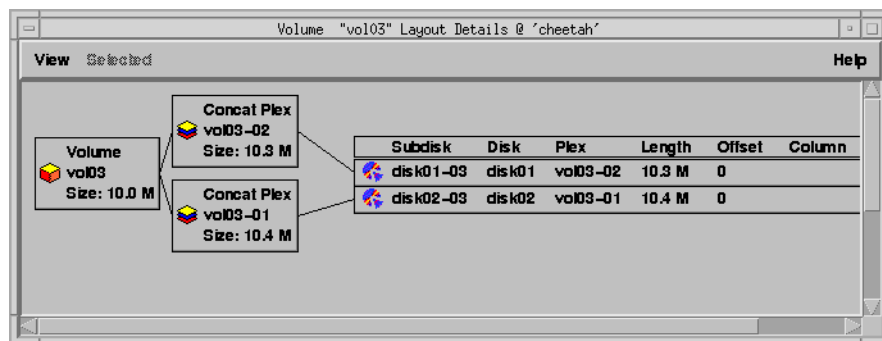 Volume "vol03" Layout Details @ 'cheetah'
View Selected Help
Concat Plex
vol03-02
Size: 10.3 M
Volume
vol03
Size: 10.0 M
Concat Plex
vol03-01
Size: 10.4 M
Subdisk Disk Plex Length Offset Column
disk01-03 disk01 vol03-02 10.3 M 0
disk02-03 disk02 vol03-01 10.4 M 0